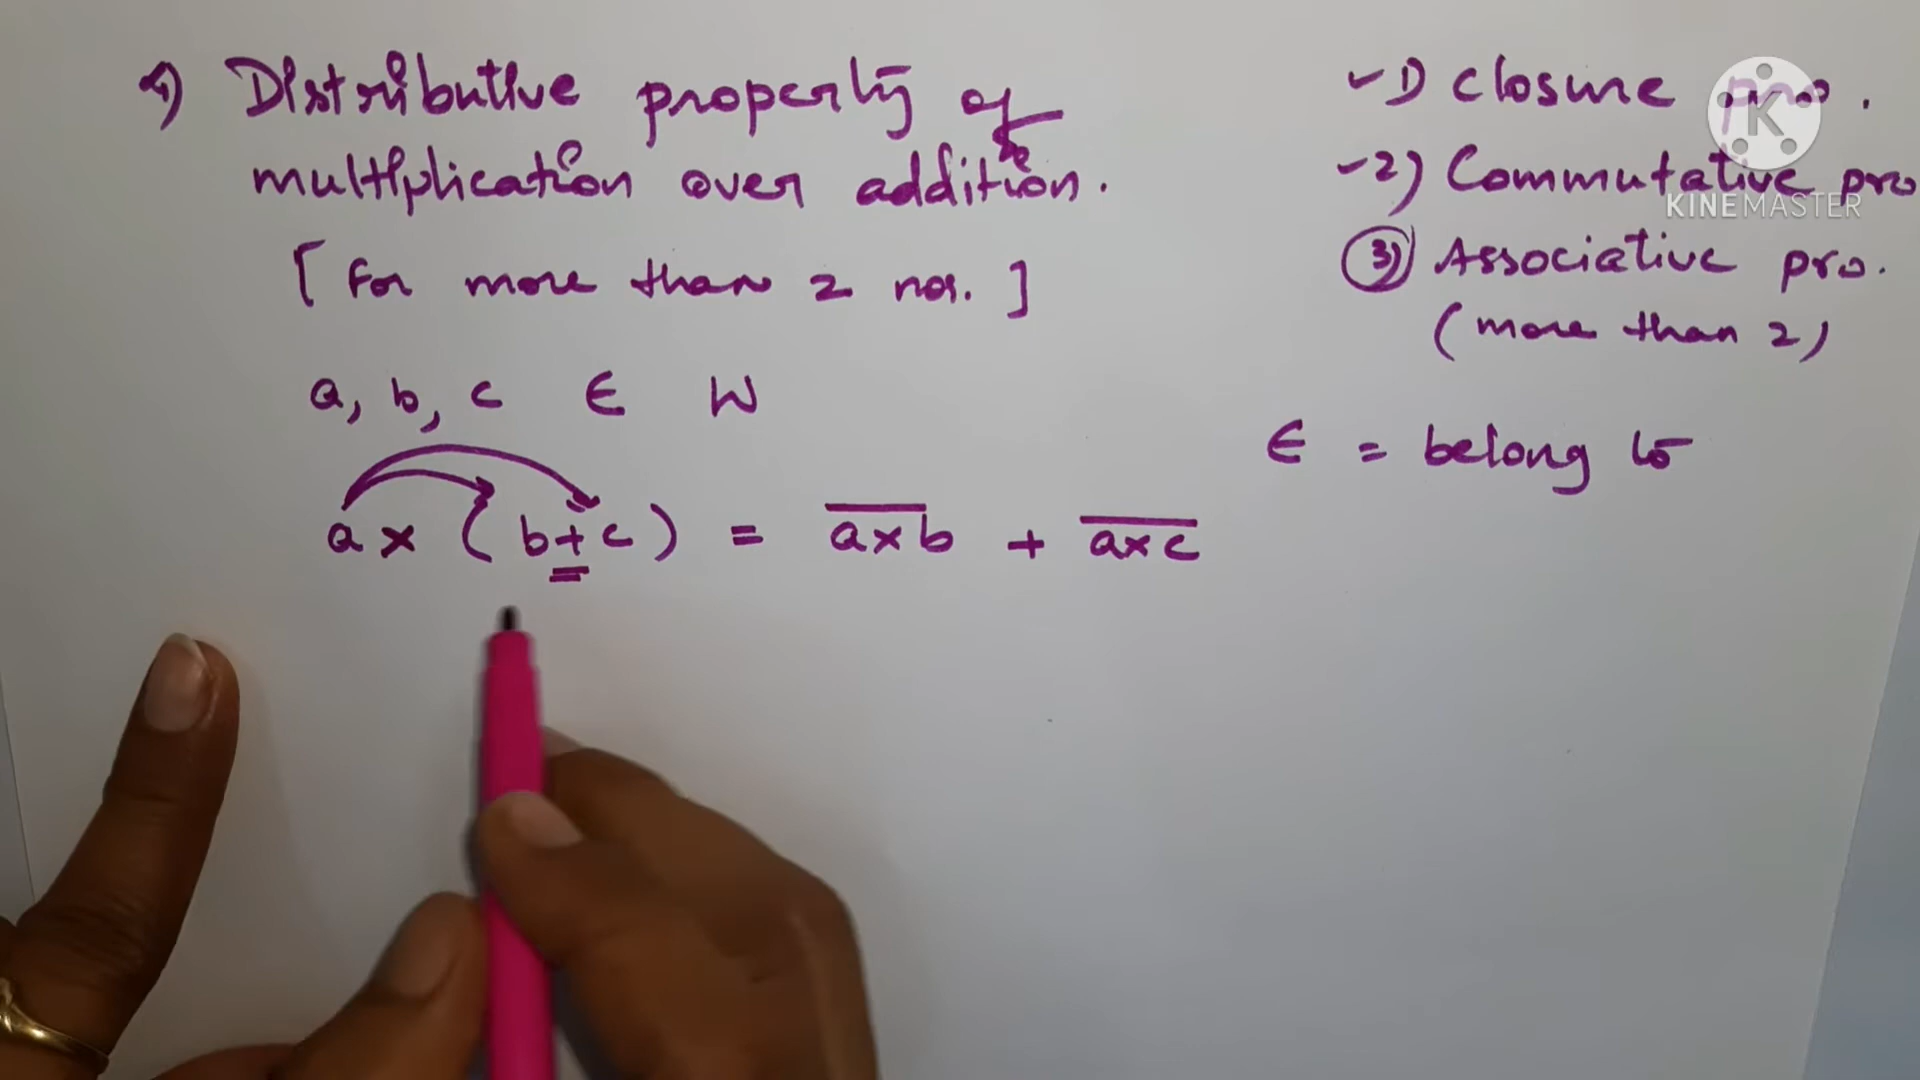 4) Distributive property of
multiplication over addition.
[ For more than 2 nos. ]
a, b, c ∈ W
a × ( b + c ) = a × b + a × c
1) Closure pro.
2) Commutative pro
3) Associative pro.
( more than 2 )
∈ = belong to
KINEMASTER